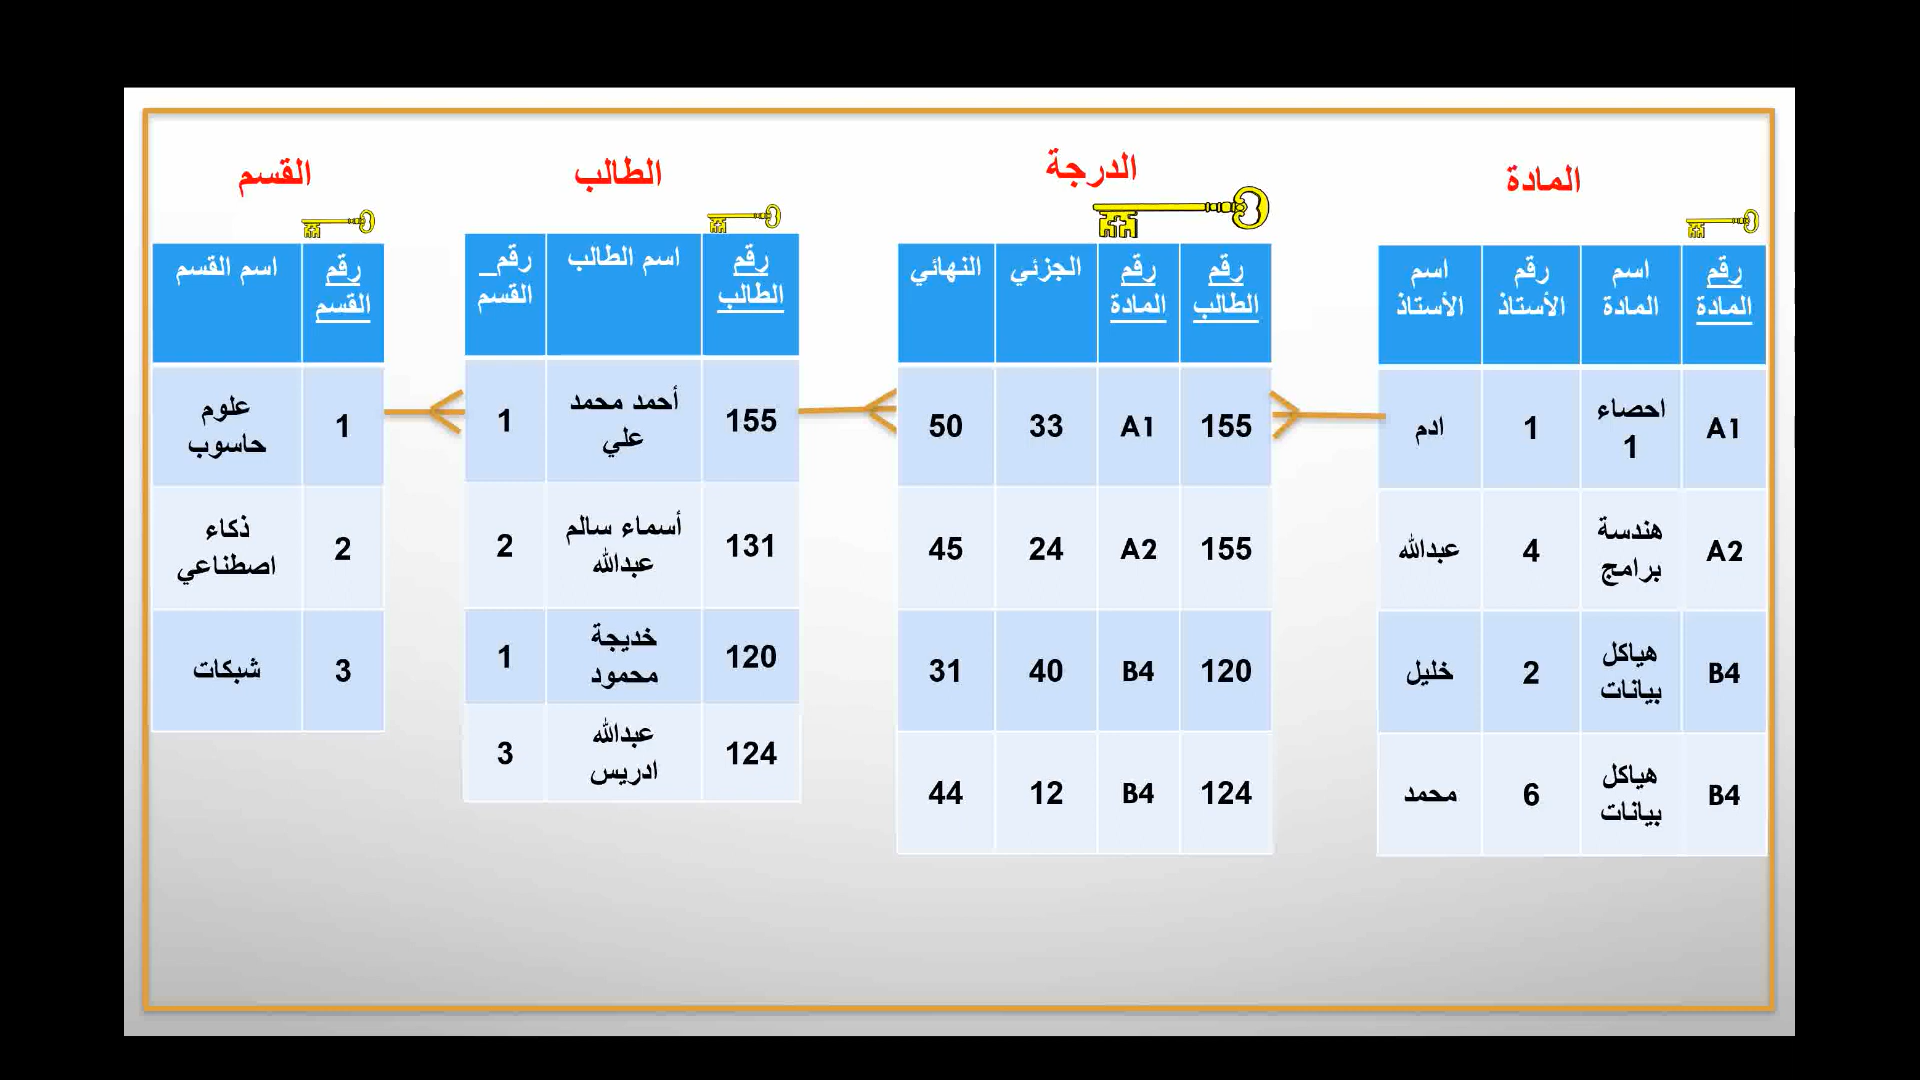 المادة
الدرجة
الطالب
القسم
رقم المادة | اسم المادة | رقم الأستاذ | اسم الأستاذ
A1 | احصاء 1 | 1 | ادم
A2 | هندسة برامج | 4 | عبدالله
B4 | هياكل بيانات | 2 | خليل
B4 | هياكل بيانات | 6 | محمد
رقم الطالب | رقم المادة | الجزئي | النهائي
155 | A1 | 33 | 50
155 | A2 | 24 | 45
120 | B4 | 40 | 31
124 | B4 | 12 | 44
رقم الطالب | اسم الطالب | رقم_القسم
155 | أحمد محمد علي | 1
131 | أسماء سالم عبدالله | 2
120 | خديجة محمود | 1
124 | عبدالله ادريس | 3
رقم القسم | اسم القسم
1 | علوم حاسوب
2 | ذكاء اصطناعي
3 | شبكات